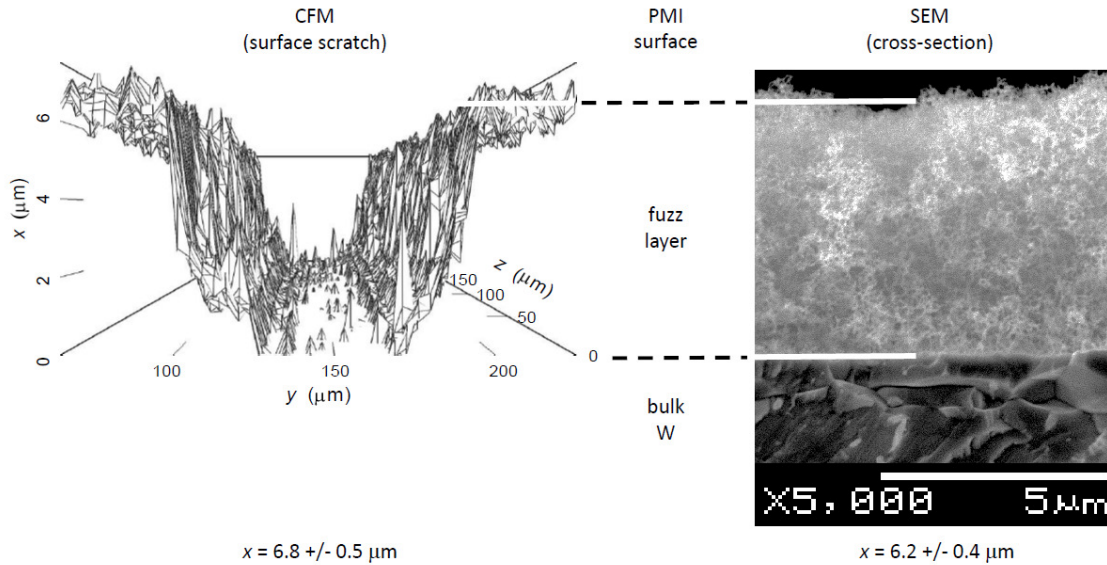 CFM
(surface scratch)
PMI
surface
SEM
(cross-section)
6
4
2
0
x (μm)
100
150
200
y (μm)
z (μm)
150
100
50
0
fuzz
layer
bulk
W
X5,000 5μm
x = 6.8 +/- 0.5 μm
x = 6.2 +/- 0.4 μm